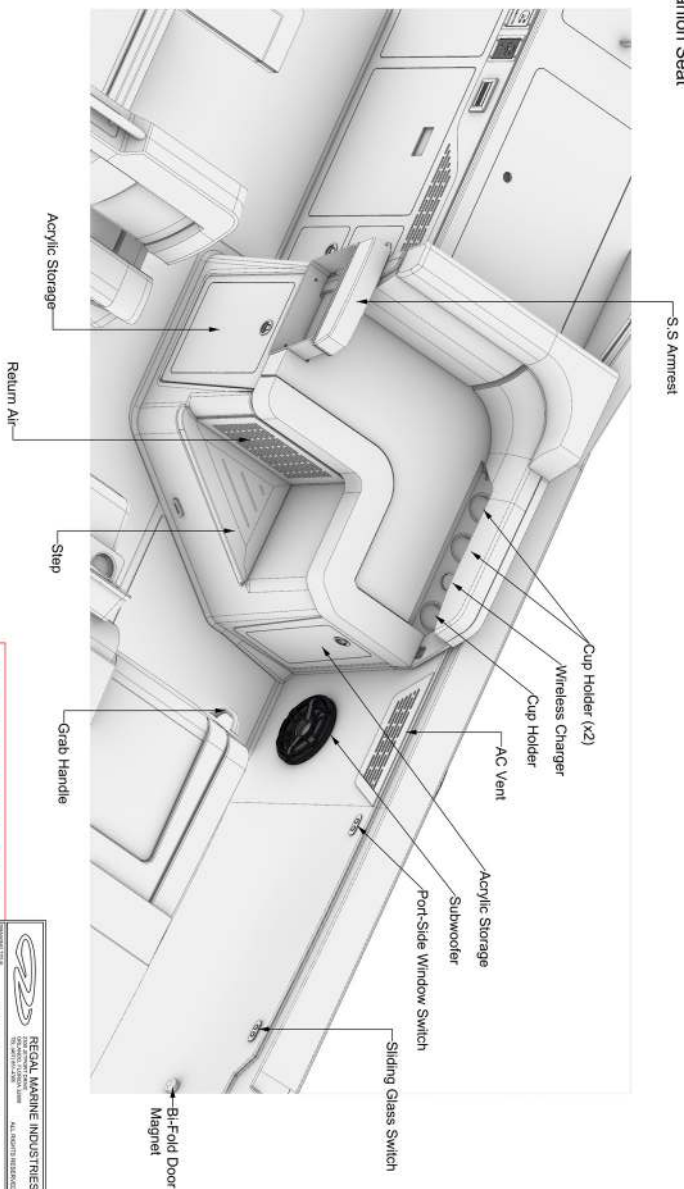 S.S Armrest
Acrylic Storage
Return Air
Step
Grab Handle
Cup Holder (x2)
Wireless Charger
Cup Holder
AC Vent
Acrylic Storage
Subwoofer
Port-Side Window Switch
Sliding Glass Switch
Bi-Fold Door
Magnet
Seat
REGAL MARINE INDUSTRIES
ALL RIGHTS RESERVED